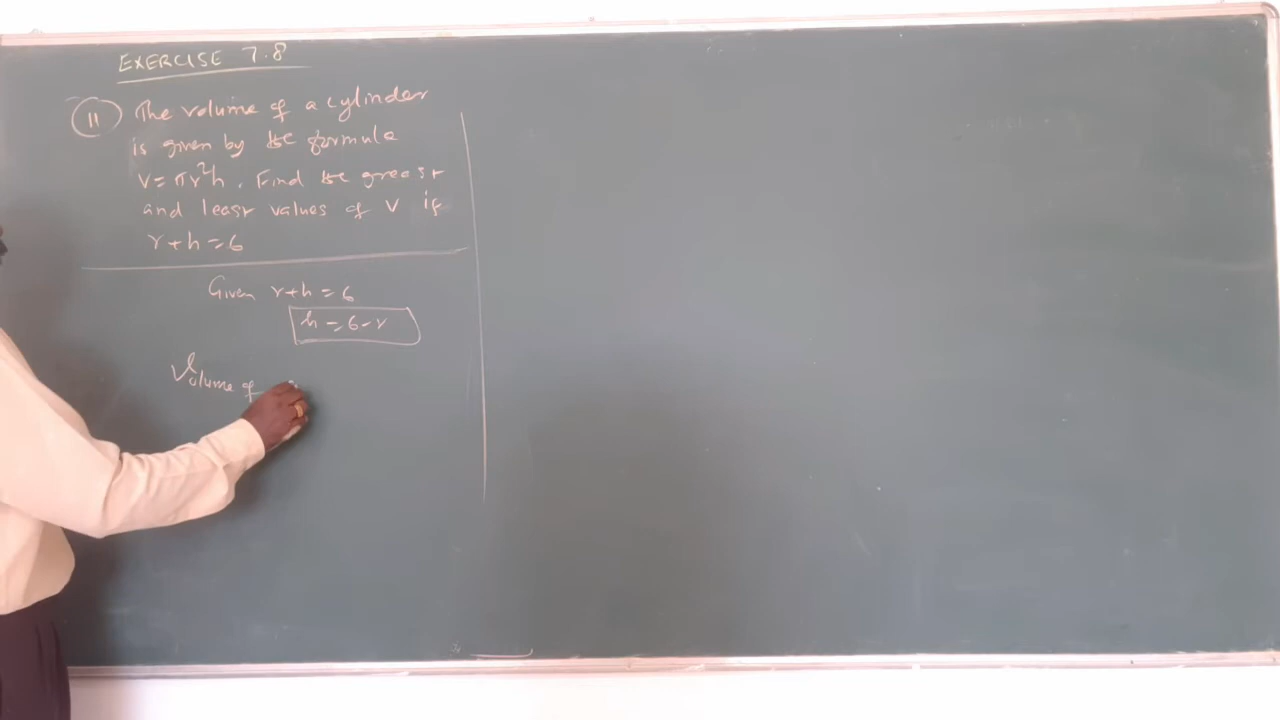 EXERCISE 7.8
11 The volume of a cylinder
is given by the formula
V = πr²h. Find the greast
and least values of V if
r + h = 6
Given r + h = 6
h = 6 - r
Volume of